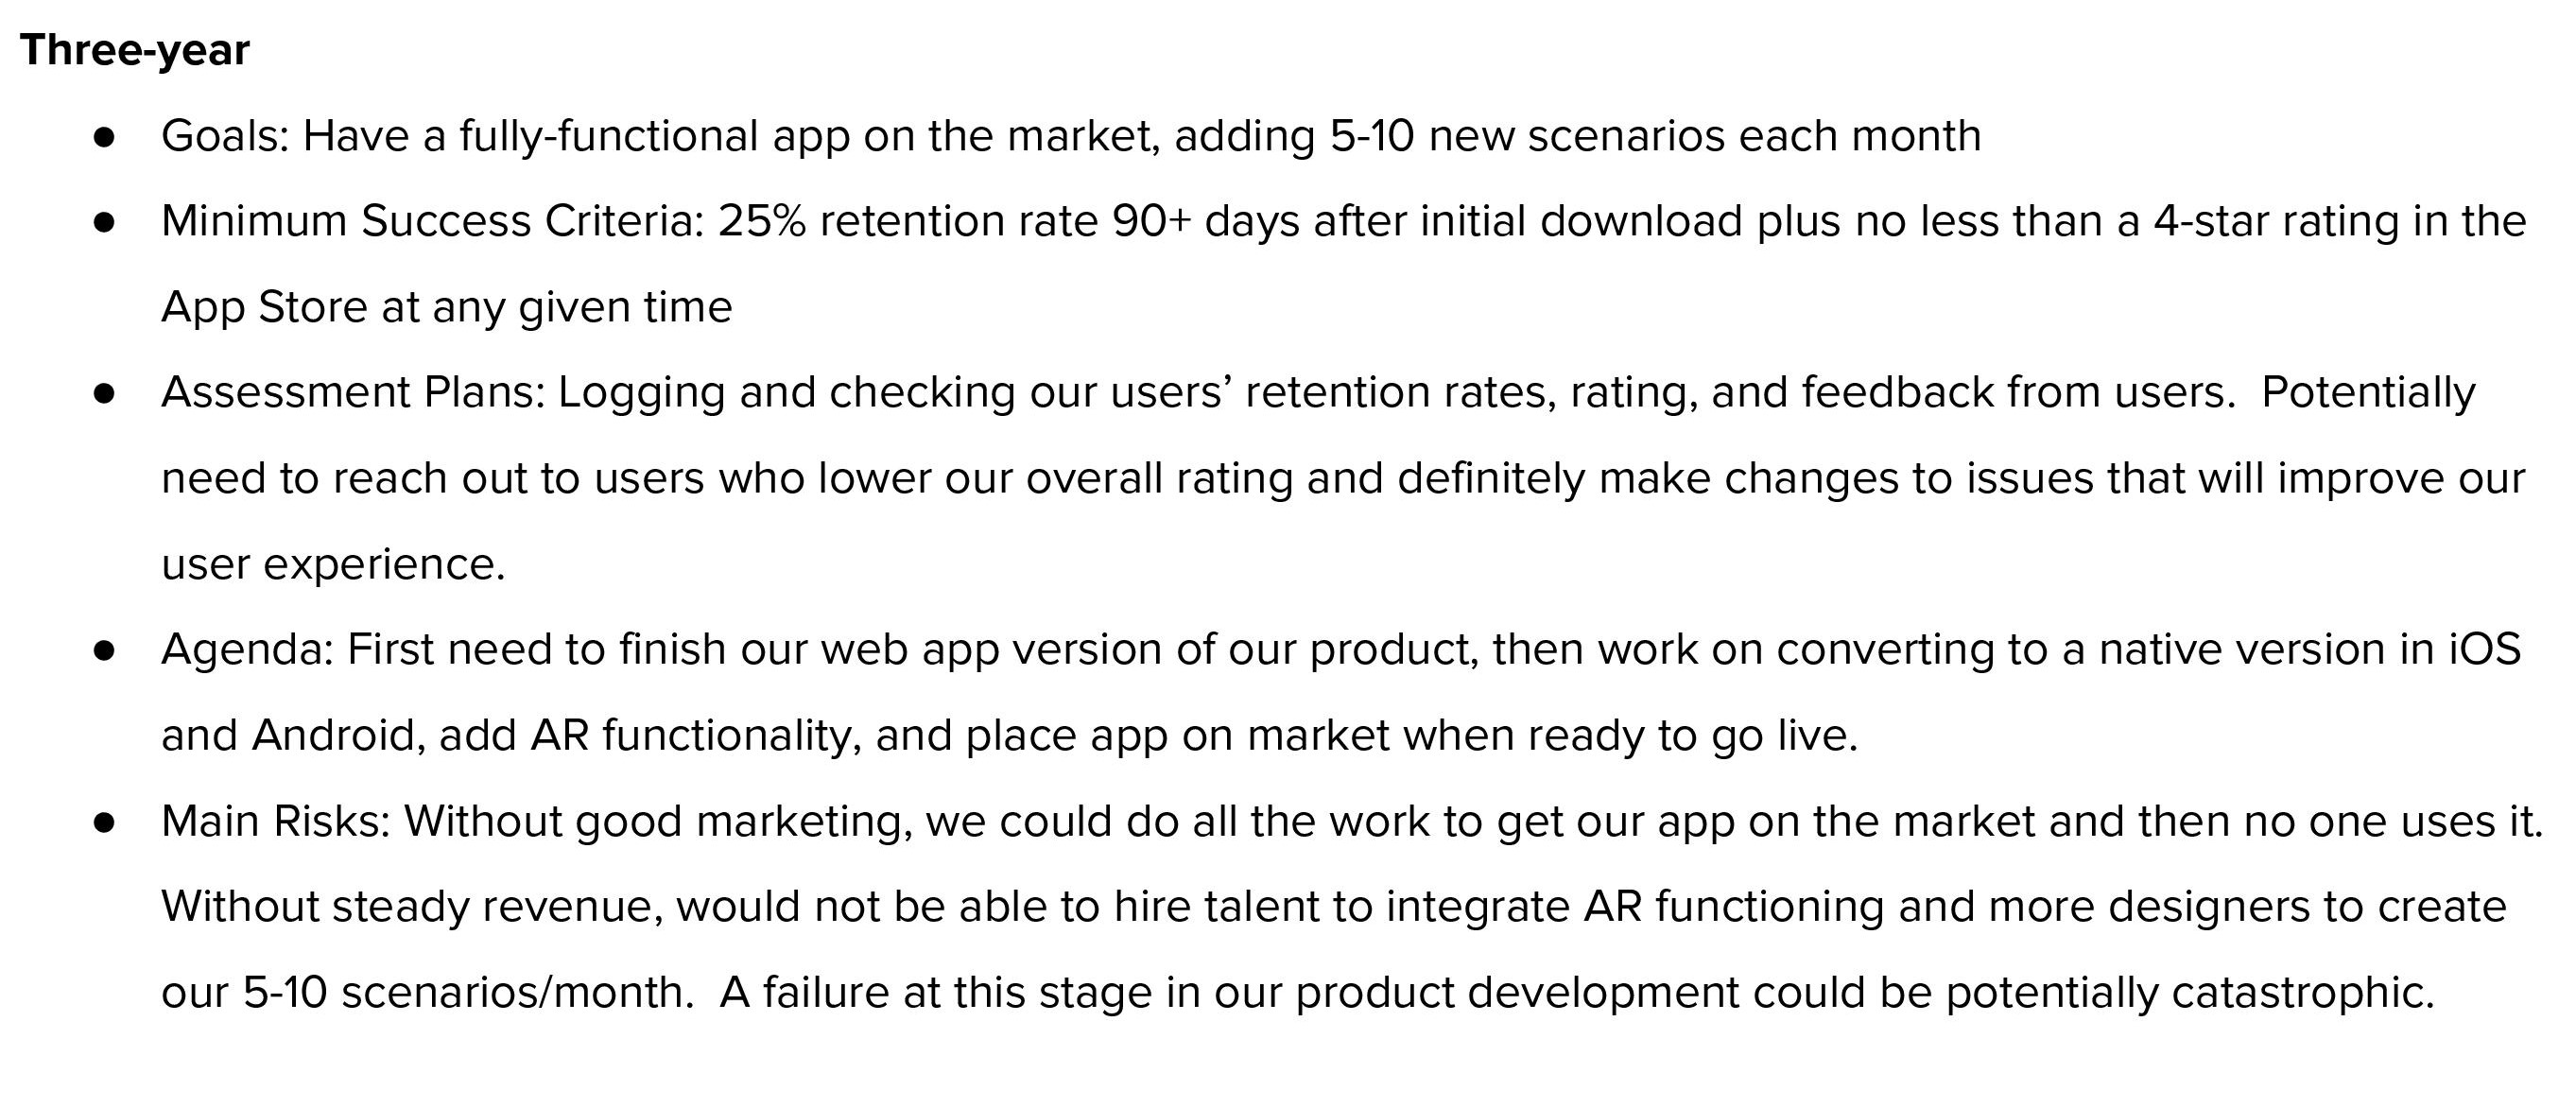 Three-year
● Goals: Have a fully-functional app on the market, adding 5-10 new scenarios each month
● Minimum Success Criteria: 25% retention rate 90+ days after initial download plus no less than a 4-star rating in the
App Store at any given time
● Assessment Plans: Logging and checking our users’ retention rates, rating, and feedback from users.  Potentially
need to reach out to users who lower our overall rating and definitely make changes to issues that will improve our
user experience.
● Agenda: First need to finish our web app version of our product, then work on converting to a native version in iOS
and Android, add AR functionality, and place app on market when ready to go live.
● Main Risks: Without good marketing, we could do all the work to get our app on the market and then no one uses it.
Without steady revenue, would not be able to hire talent to integrate AR functioning and more designers to create
our 5-10 scenarios/month.  A failure at this stage in our product development could be potentially catastrophic.